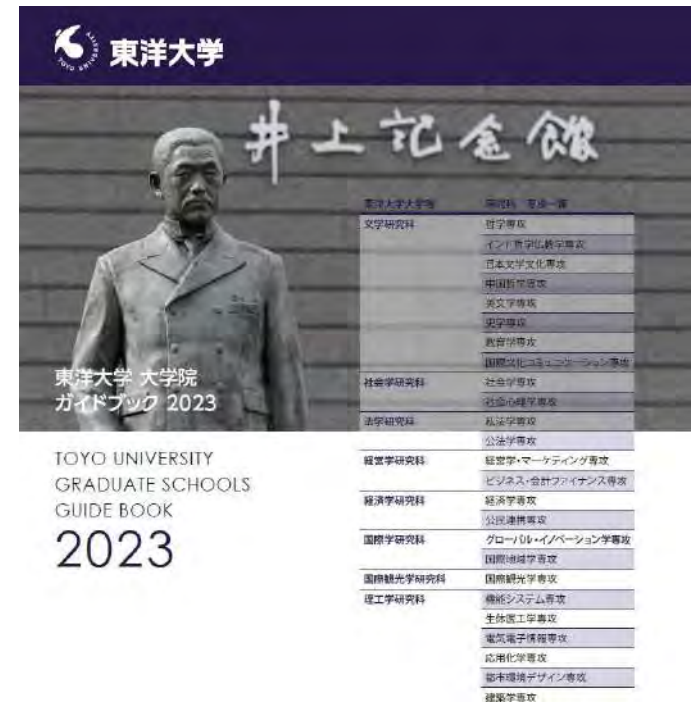 TOYO UNIVERSITY
東洋大学
井上記念館
東洋大学大学院 研究科 専攻一覧
文学研究科 哲学専攻
インド哲学仏教学専攻
日本文学文化専攻
中国哲学専攻
英文学専攻
史学専攻
教育学専攻
国際文化コミュニケーション専攻
社会学研究科 社会学専攻
社会心理学専攻
法学研究科 私法学専攻
公法学専攻
経営学研究科 経営学・マーケティング専攻
ビジネス・会計ファイナンス専攻
経済学研究科 経済学専攻
公民連携専攻
国際学研究科 グローバル・イノベーション学専攻
国際地域学専攻
国際観光学研究科 国際観光学専攻
理工学研究科 機能システム専攻
生体医工学専攻
電気電子情報専攻
応用化学専攻
都市環境デザイン専攻
建築学専攻
東洋大学 大学院
ガイドブック 2023
TOYO UNIVERSITY
GRADUATE SCHOOLS
GUIDE BOOK
2023